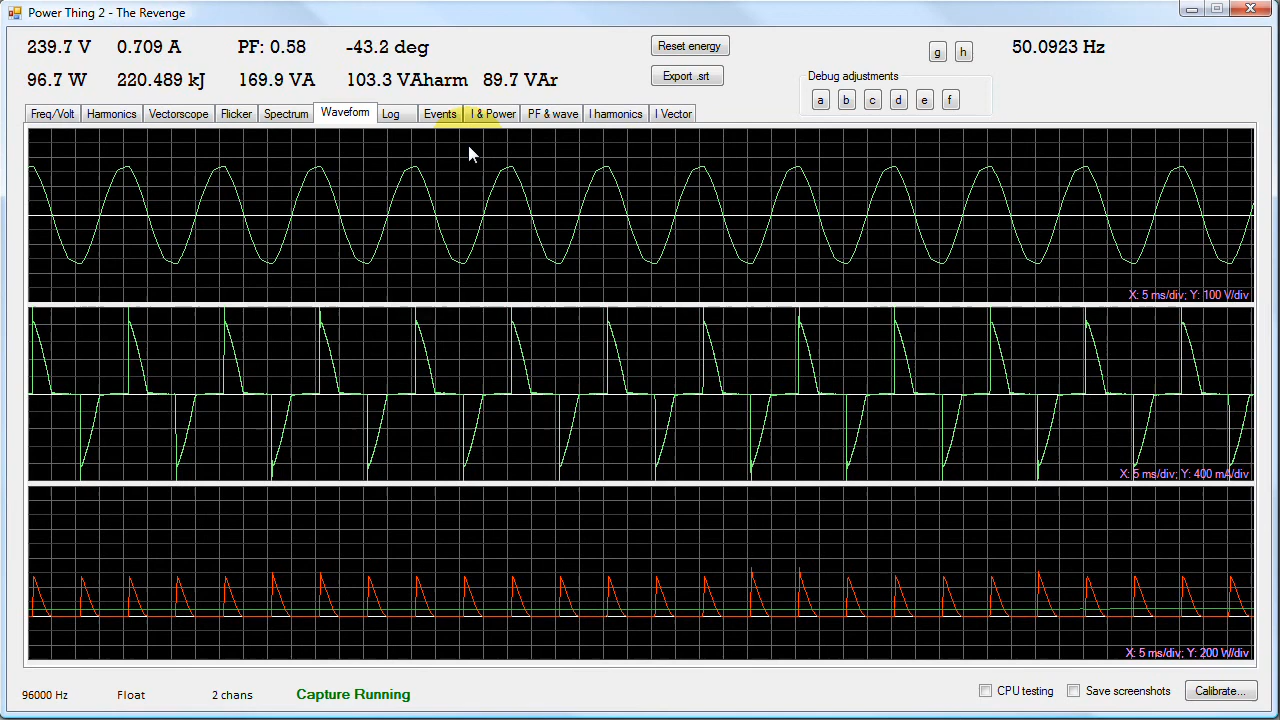 Power Thing 2 - The Revenge
239.7 V 0.709 A PF: 0.58 -43.2 deg
96.7 W 220.489 kJ 169.9 VA 103.3 VAharm 89.7 VAr
Reset energy
Export .srt
g h
50.0923 Hz
Debug adjustments
a b c d e f
Freq/Volt Harmonics Vectorscope Flicker Spectrum Waveform Log Events I & Power PF & wave I harmonics I Vector
X: 5 ms/div; Y: 100 V/div
X: 5 ms/div; Y: 400 mA/div
X: 5 ms/div; Y: 200 W/div
96000 Hz Float 2 chans Capture Running CPU testing Save screenshots Calibrate...